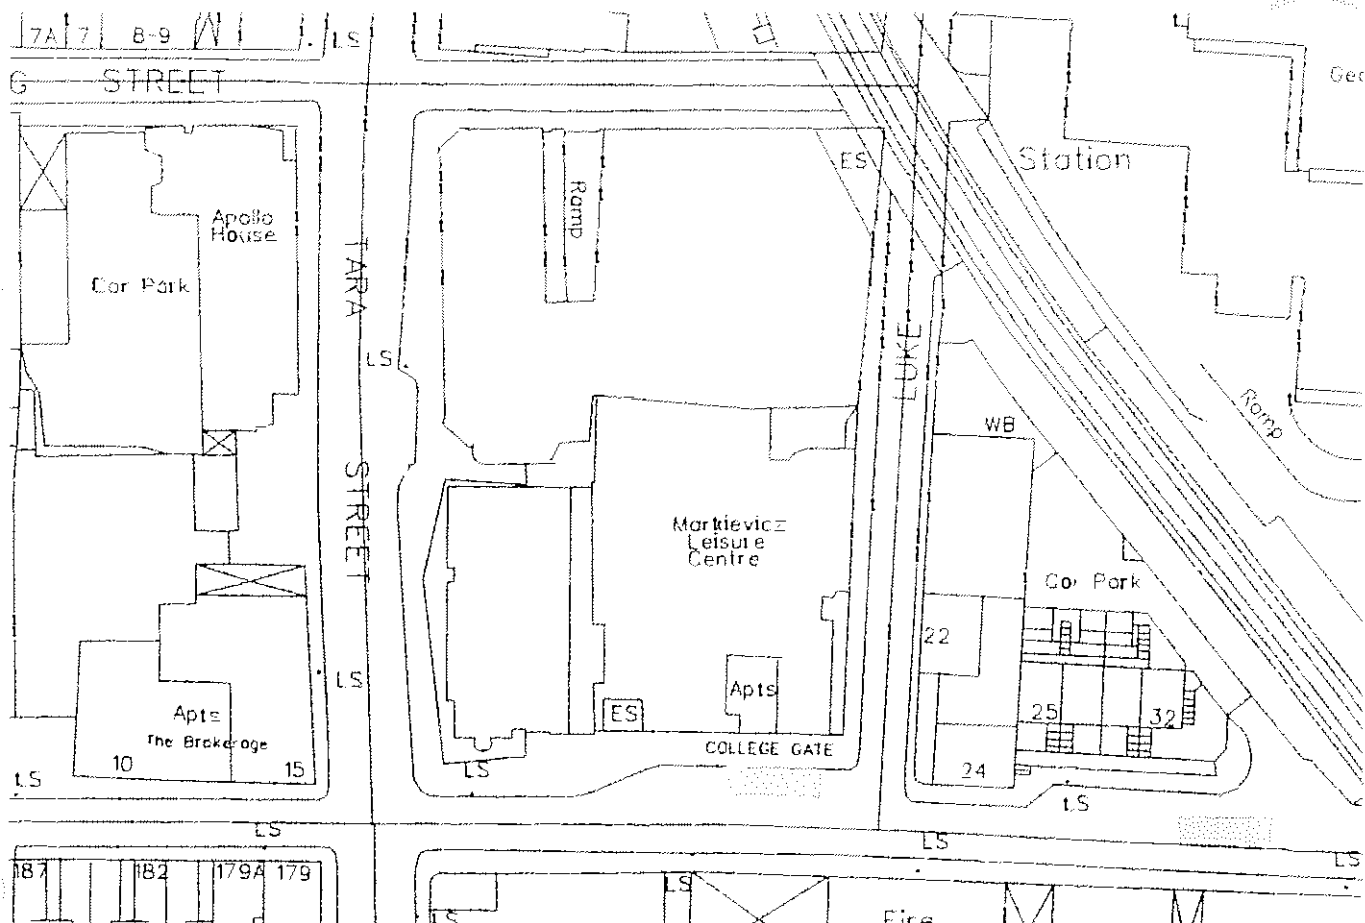 7A 7 8-9 LS
G STREET
Geo
ES
Station
Apollo
House
Ramp
TARA
STREET
Car Park
LS
LUKE
Ramp
WB
Markievicz
Leisure
Centre
Car Park
22
LS
Apts
25 32
Apts
The Brokerage
ES
COLLEGE GATE
10 15
LS
LS
24
LS
LS
LS
LS
187 182 179A 179
LS
LS
Fire